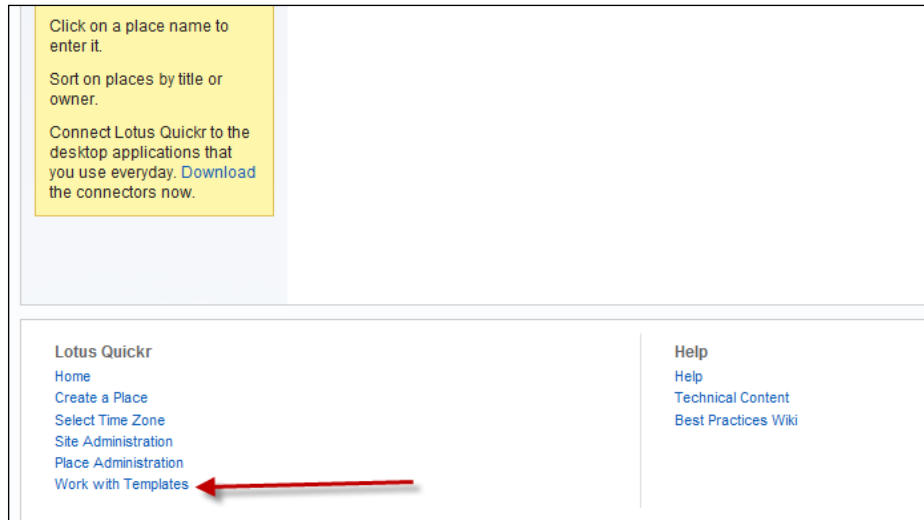 Click on a place name to
enter it.
Sort on places by title or
owner.
Connect Lotus Quickr to the
desktop applications that
you use everyday. Download
the connectors now.
Lotus Quickr
Home
Create a Place
Select Time Zone
Site Administration
Place Administration
Work with Templates
Help
Help
Technical Content
Best Practices Wiki